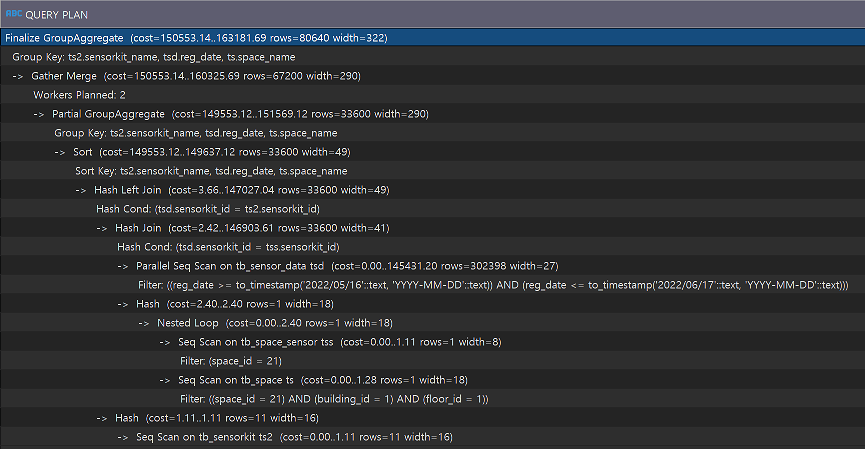 ABC QUERY PLAN
Finalize GroupAggregate (cost=150553.14..163181.69 rows=80640 width=322)
Group Key: ts2.sensorkit_name, tsd.reg_date, ts.space_name
-> Gather Merge (cost=150553.14..160325.69 rows=67200 width=290)
Workers Planned: 2
-> Partial GroupAggregate (cost=149553.12..151569.12 rows=33600 width=290)
Group Key: ts2.sensorkit_name, tsd.reg_date, ts.space_name
-> Sort (cost=149553.12..149637.12 rows=33600 width=49)
Sort Key: ts2.sensorkit_name, tsd.reg_date, ts.space_name
-> Hash Left Join (cost=3.66..147027.04 rows=33600 width=49)
Hash Cond: (tsd.sensorkit_id = ts2.sensorkit_id)
-> Hash Join (cost=2.42..146903.61 rows=33600 width=41)
Hash Cond: (tsd.sensorkit_id = tss.sensorkit_id)
-> Parallel Seq Scan on tb_sensor_data tsd (cost=0.00..145431.20 rows=302398 width=27)
Filter: ((reg_date >= to_timestamp('2022/05/16'::text, 'YYYY-MM-DD'::text)) AND (reg_date <= to_timestamp('2022/06/17'::text, 'YYYY-MM-DD'::text)))
-> Hash (cost=2.40..2.40 rows=1 width=18)
-> Nested Loop (cost=0.00..2.40 rows=1 width=18)
-> Seq Scan on tb_space_sensor tss (cost=0.00..1.11 rows=1 width=8)
Filter: (space_id = 21)
-> Seq Scan on tb_space ts (cost=0.00..1.28 rows=1 width=18)
Filter: ((space_id = 21) AND (building_id = 1) AND (floor_id = 1))
-> Hash (cost=1.11..1.11 rows=11 width=16)
-> Seq Scan on tb_sensorkit ts2 (cost=0.00..1.11 rows=11 width=16)